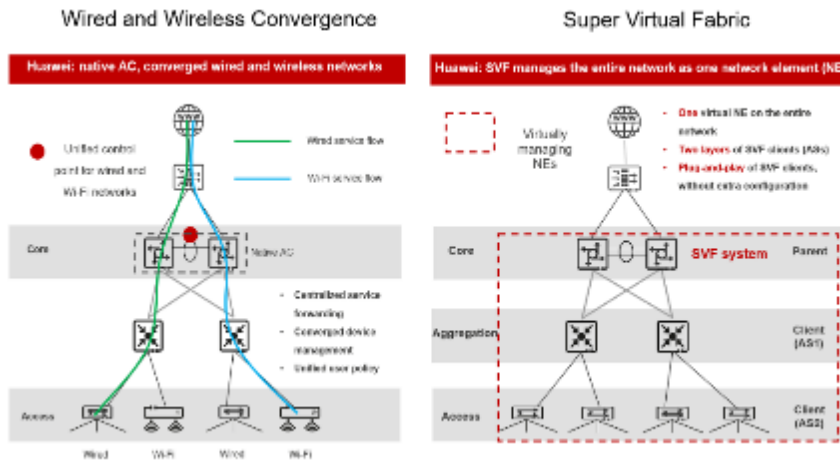 Wired and Wireless Convergence
Huawei: native AC, converged wired and wireless networks
WWW
Unified control
point for wired and
Wi-Fi networks
Wired service flow
Wi-Fi service flow
Core
Native AC
- Centralized service
forwarding
- Converged device
management
- Unified user policy
Access
Wired
Wi-Fi
Wired
Wi-Fi
Super Virtual Fabric
Huawei: SVF manages the entire network as one network element (NE
Virtually
managing
NEs
WWW
- One virtual NE on the entire
network
- Two layers of SVF clients (ASs)
- Plug-and-play of SVF clients,
without extra configuration
Core
SVF system
Parent
Aggregation
Client
(AS1)
Access
Client
(AS2)